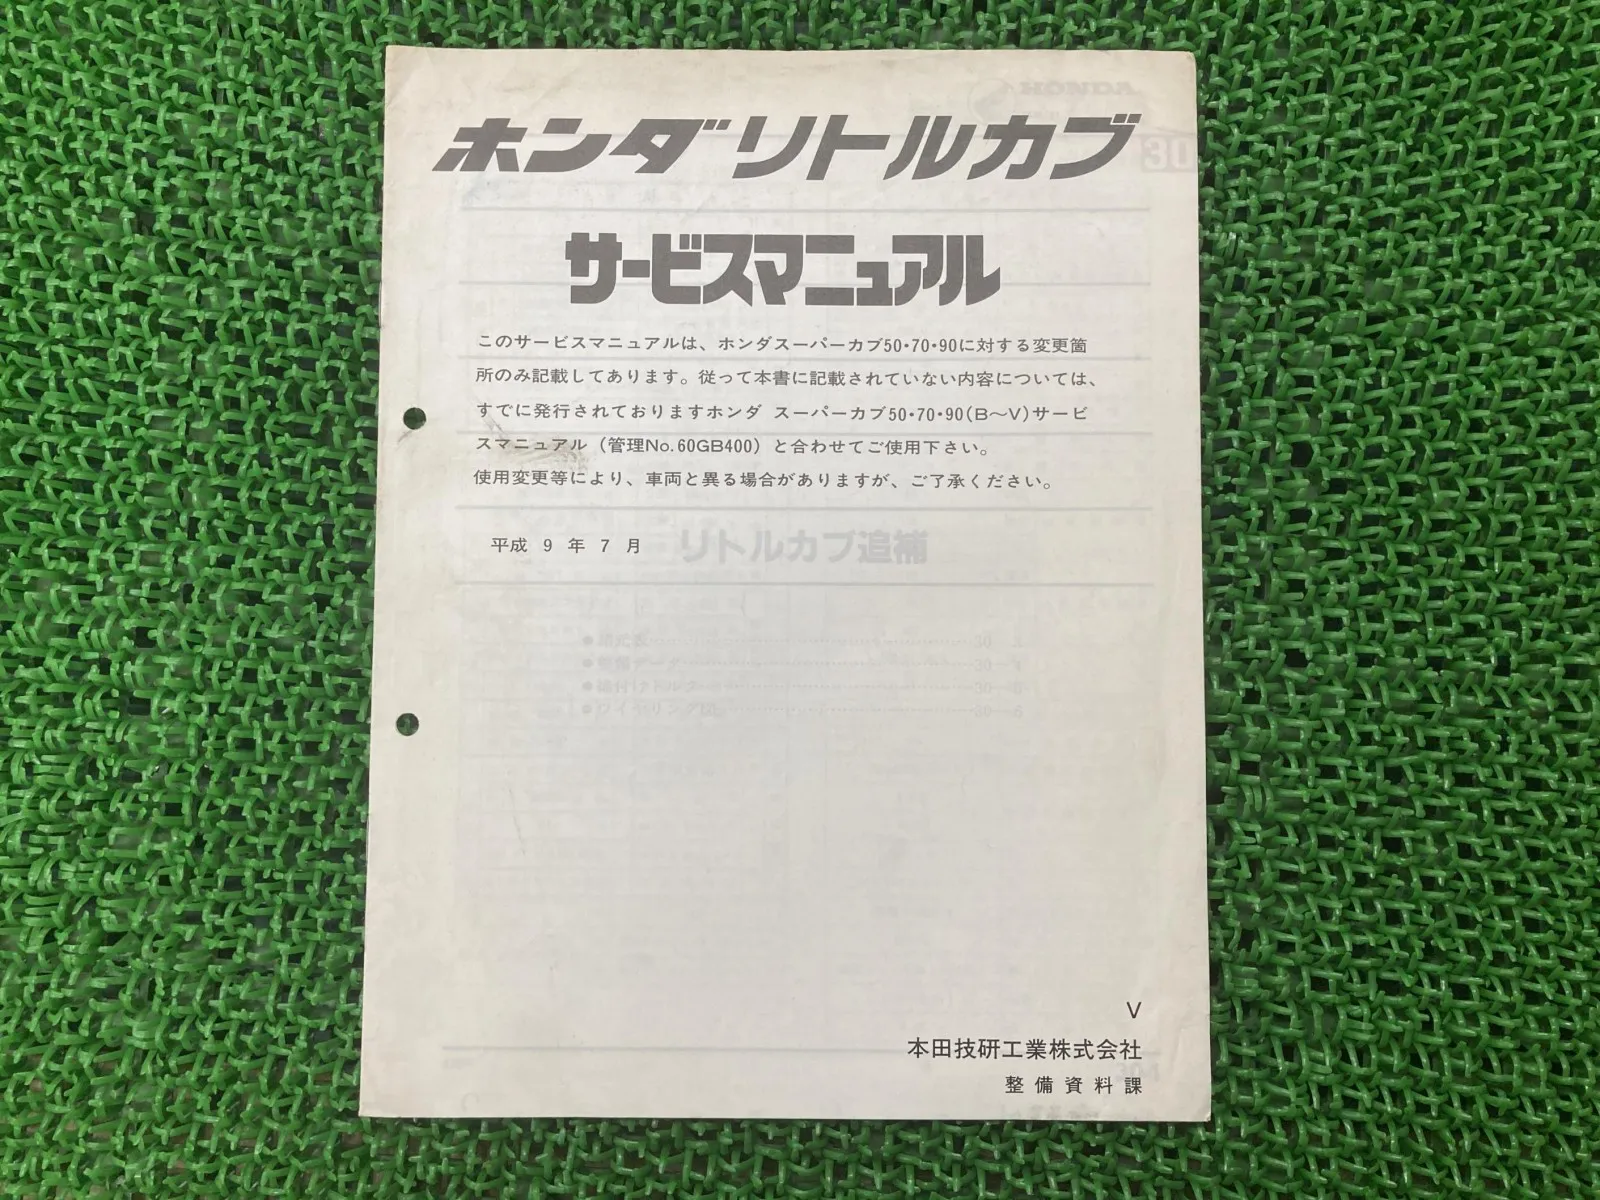 ホンダリトルカブ
サービスマニュアル
このサービスマニュアルは、ホンダスーパーカブ50・70・90に対する変更箇
所のみ記載してあります。従って本書に記載されていない内容については、
すでに発行されておりますホンダ スーパーカブ50・70・90(B～V)サービ
スマニュアル(管理No.60GB400)と合わせてご使用下さい。
使用変更等により、車両と異る場合がありますが、ご了承ください。
平成 9 年 7 月
リトルカブ追補
V
本田技研工業株式会社
整備資料課